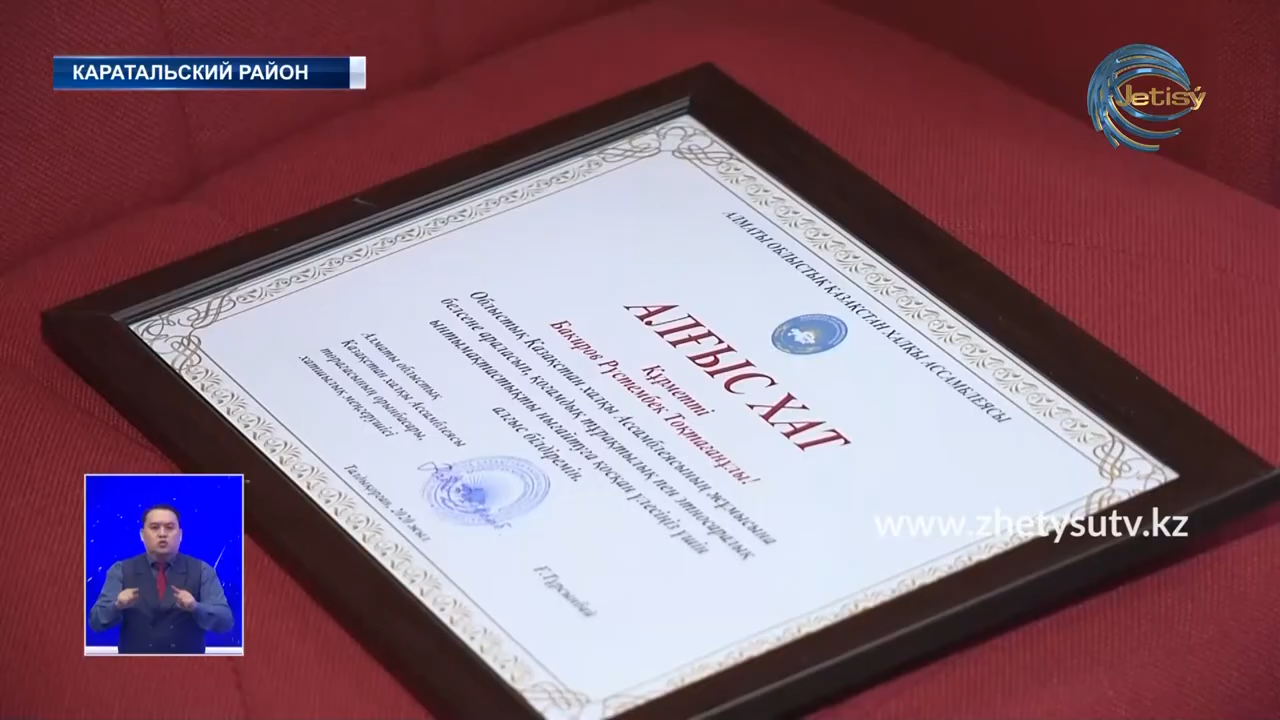 КАРАТАЛЬСКИЙ РАЙОН
Jetisý
АЛМАТЫ ОБЛЫСТЫҚ ҚАЗАҚСТАН ХАЛҚЫ АССАМБЛЕЯСЫ
АЛҒЫС ХАТ
Құрметті
Бакиров Рүстембек Тоқтағанұлы!
Облыстық Қазақстан халқы Ассамблеясының жұмысына
белсене араласып, қоғамдық тұрақтылық пен этносаралық
ынтымақтастықты нығайтуға қосқан үлесіңіз үшін
алғыс білдіремін.
Алматы облыстық
Қазақстан халқы Ассамблеясы
төрағасының орынбасары,
хатшылық меңгерушісі
Талдықорған, 2020 жыл
www.zhetysutv.kz